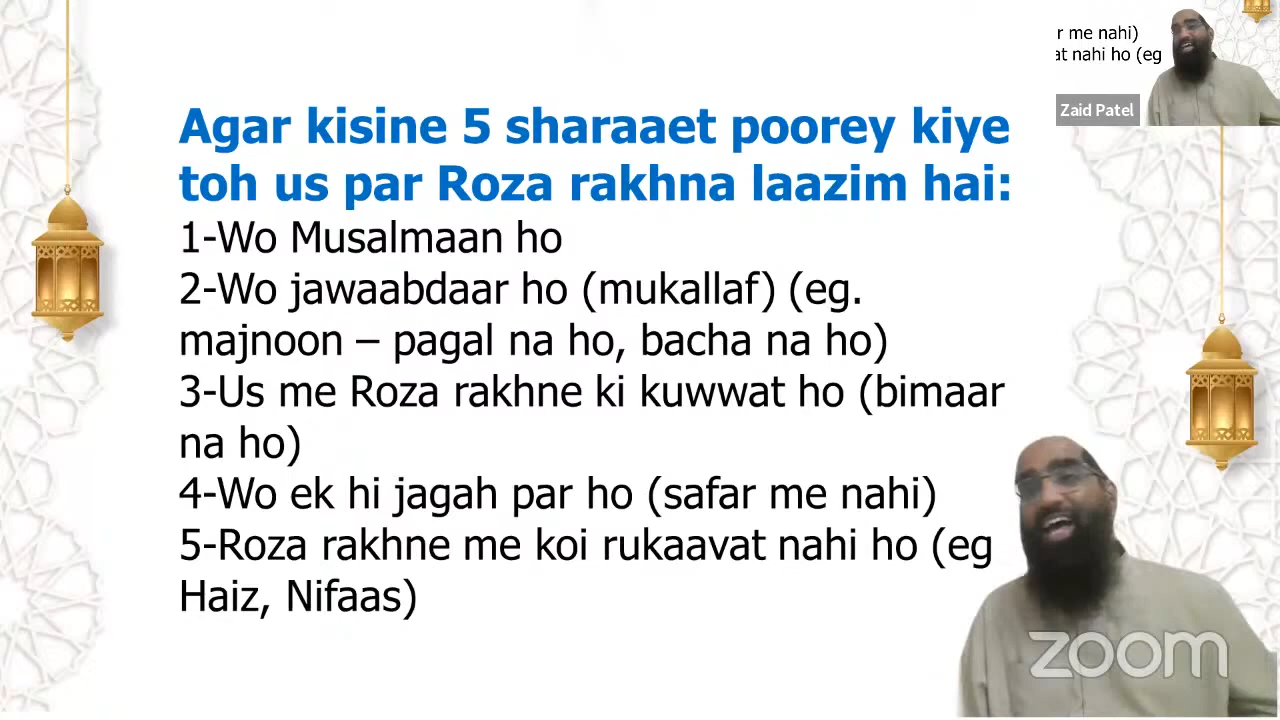 r me nahi)
at nahi ho (eg
Zaid Patel
Agar kisine 5 sharaaet poorey kiye
toh us par Roza rakhna laazim hai:
1-Wo Musalmaan ho
2-Wo jawaabdaar ho (mukallaf) (eg.
majnoon – pagal na ho, bacha na ho)
3-Us me Roza rakhne ki kuwwat ho (bimaar
na ho)
4-Wo ek hi jagah par ho (safar me nahi)
5-Roza rakhne me koi rukaavat nahi ho (eg
Haiz, Nifaas)
zoom